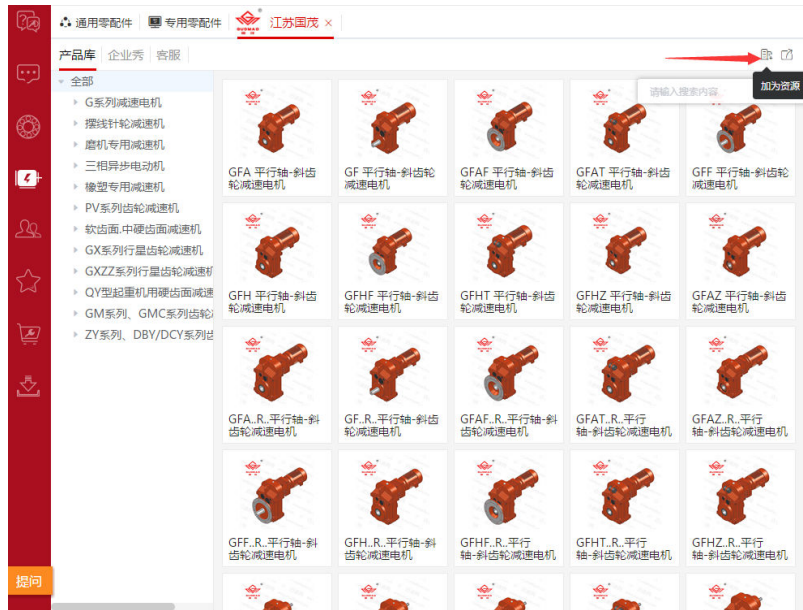 通用零配件 专用零配件 江苏国茂 ×
产品库 企业秀 客服
加为资源
请输入搜索内容
全部
G系列减速电机
摆线针轮减速机
磨机专用减速机
三相异步电动机
橡塑专用减速机
PV系列齿轮减速机
软齿面.中硬齿面减速机
GX系列行星齿轮减速机
GXZZ系列行星齿轮减速机
QY型起重机用硬齿面减速
GM系列、GMC系列齿轮
ZY系列、DBY/DCY系列齿
GFA 平行轴-斜齿
轮减速电机
GF 平行轴-斜齿轮
减速电机
GFAF 平行轴-斜齿
轮减速电机
GFAT 平行轴-斜齿
轮减速电机
GFF 平行轴-斜齿轮
减速电机
GFH 平行轴-斜齿
轮减速电机
GFHF 平行轴-斜齿
轮减速电机
GFHT 平行轴-斜齿
轮减速电机
GFHZ 平行轴-斜齿
轮减速电机
GFAZ 平行轴-斜齿
轮减速电机
GFA..R..平行轴-斜
齿轮减速电机
GF..R..平行轴-斜齿
轮减速电机
GFAF..R..平行轴-斜
齿轮减速电机
GFAT..R..平行
轴-斜齿轮减速电机
GFAZ..R..平行
轴-斜齿轮减速电机
GFF..R..平行轴-斜
齿轮减速电机
GFH..R..平行轴-斜
齿轮减速电机
GFHF..R..平行
轴-斜齿轮减速电机
GFHT..R..平行
轴-斜齿轮减速电机
GFHZ..R..平行
轴-斜齿轮减速电机
提问